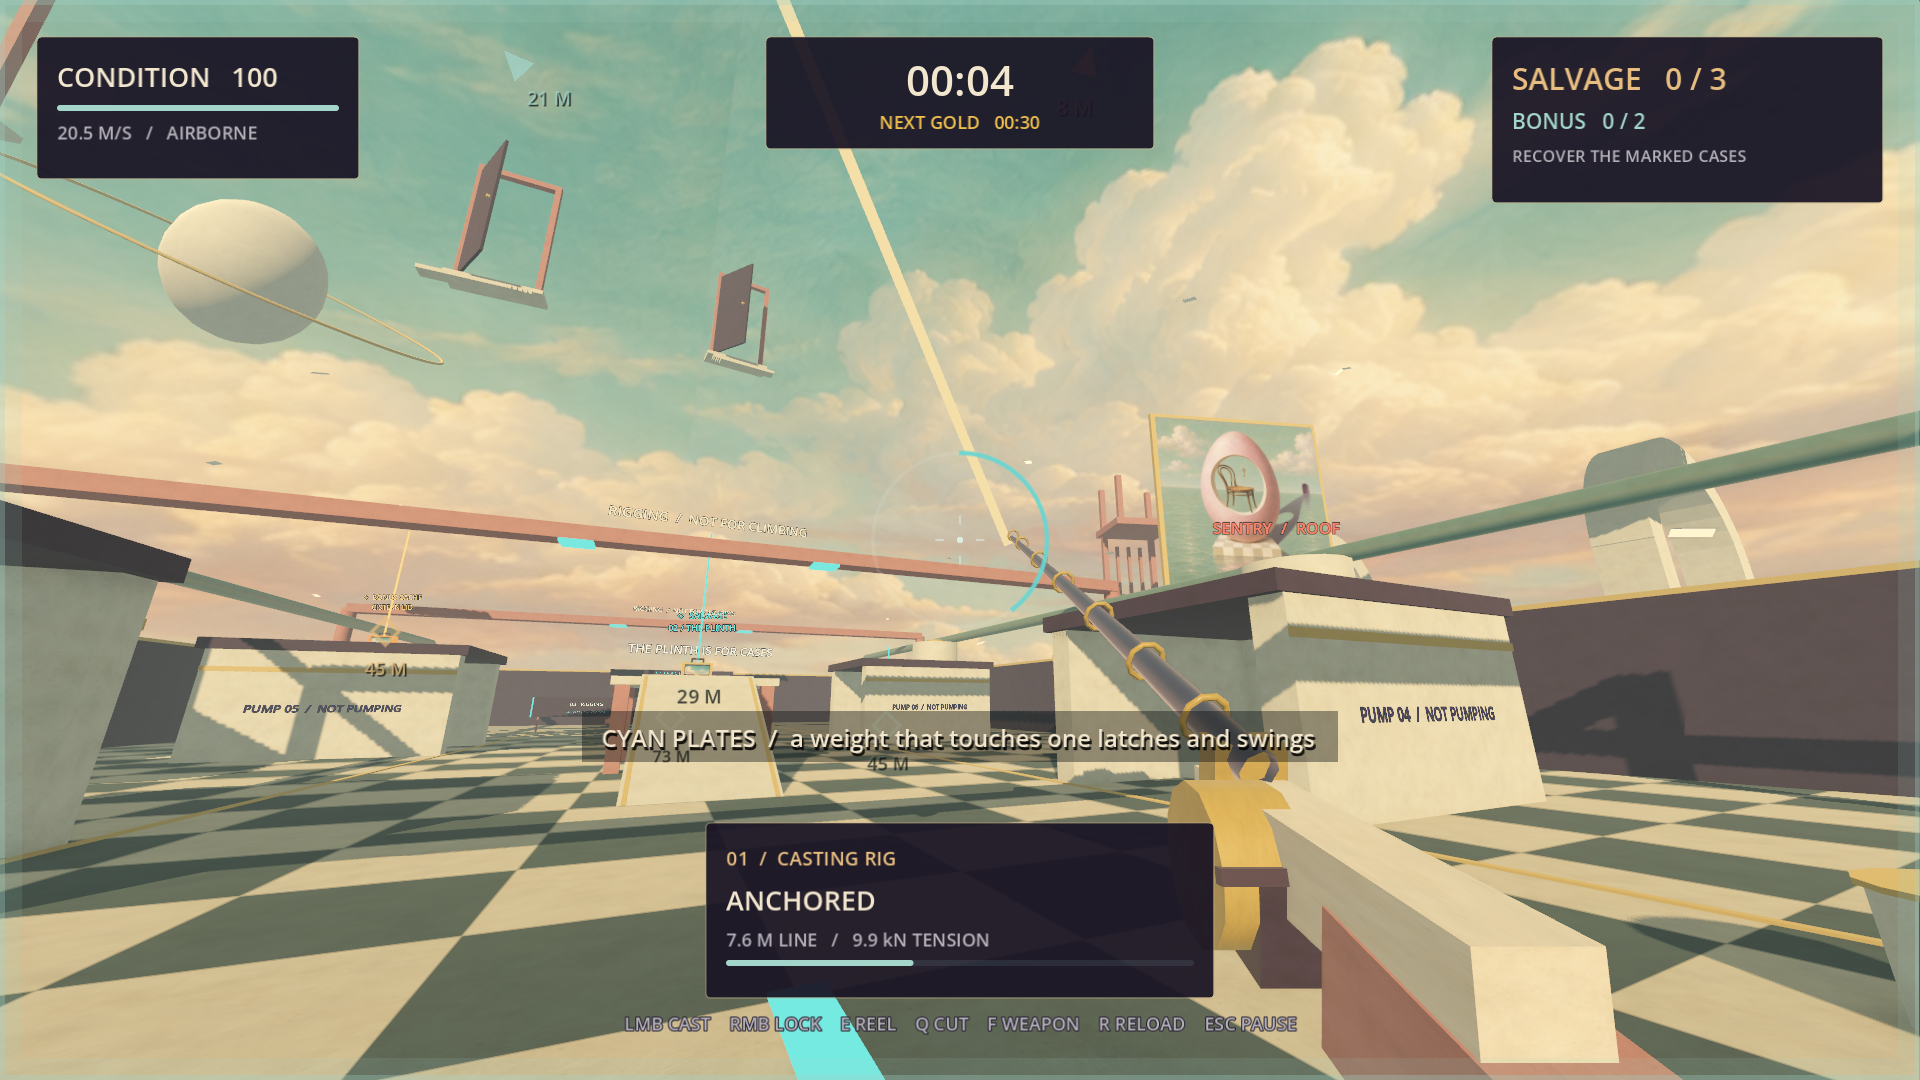 CONDITION 100
20.5 M/S / AIRBORNE
21 M
00:04
NEXT GOLD 00:30
8 M
SALVAGE 0 / 3
BONUS 0 / 2
RECOVER THE MARKED CASES
RIGGING / NOT FOR CLIMBING
SENTRY / ROOF
02 / THE PLINTH
THE PLINTH IS FOR CASES
45 M
29 M
PUMP 05 / NOT PUMPING
PUMP 06 / NOT PUMPING
PUMP 04 / NOT PUMPING
CYAN PLATES / a weight that touches one latches and swings
73 M
45 M
01 / CASTING RIG
ANCHORED
7.6 M LINE / 9.9 kN TENSION
LMB CAST RMB LOCK E REEL Q CUT F WEAPON R RELOAD ESC PAUSE